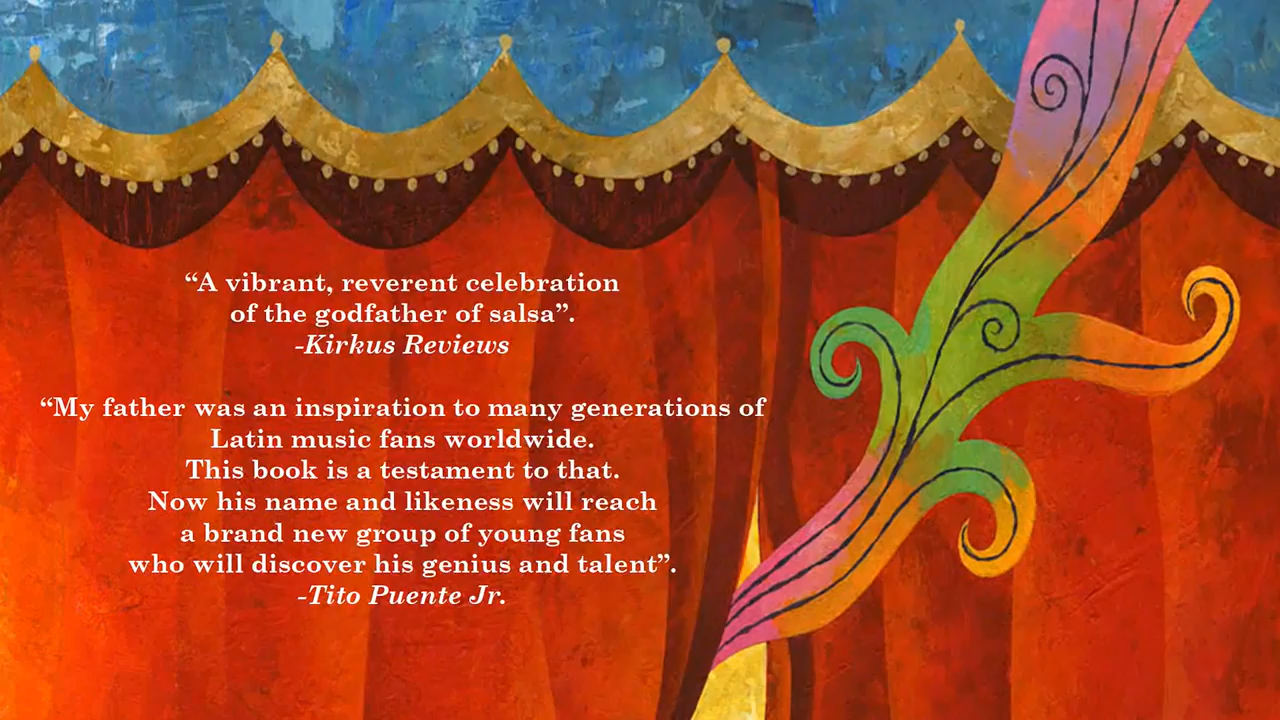 “A vibrant, reverent celebration
of the godfather of salsa”.
-Kirkus Reviews
“My father was an inspiration to many generations of
Latin music fans worldwide.
This book is a testament to that.
Now his name and likeness will reach
a brand new group of young fans
who will discover his genius and talent”.
-Tito Puente Jr.